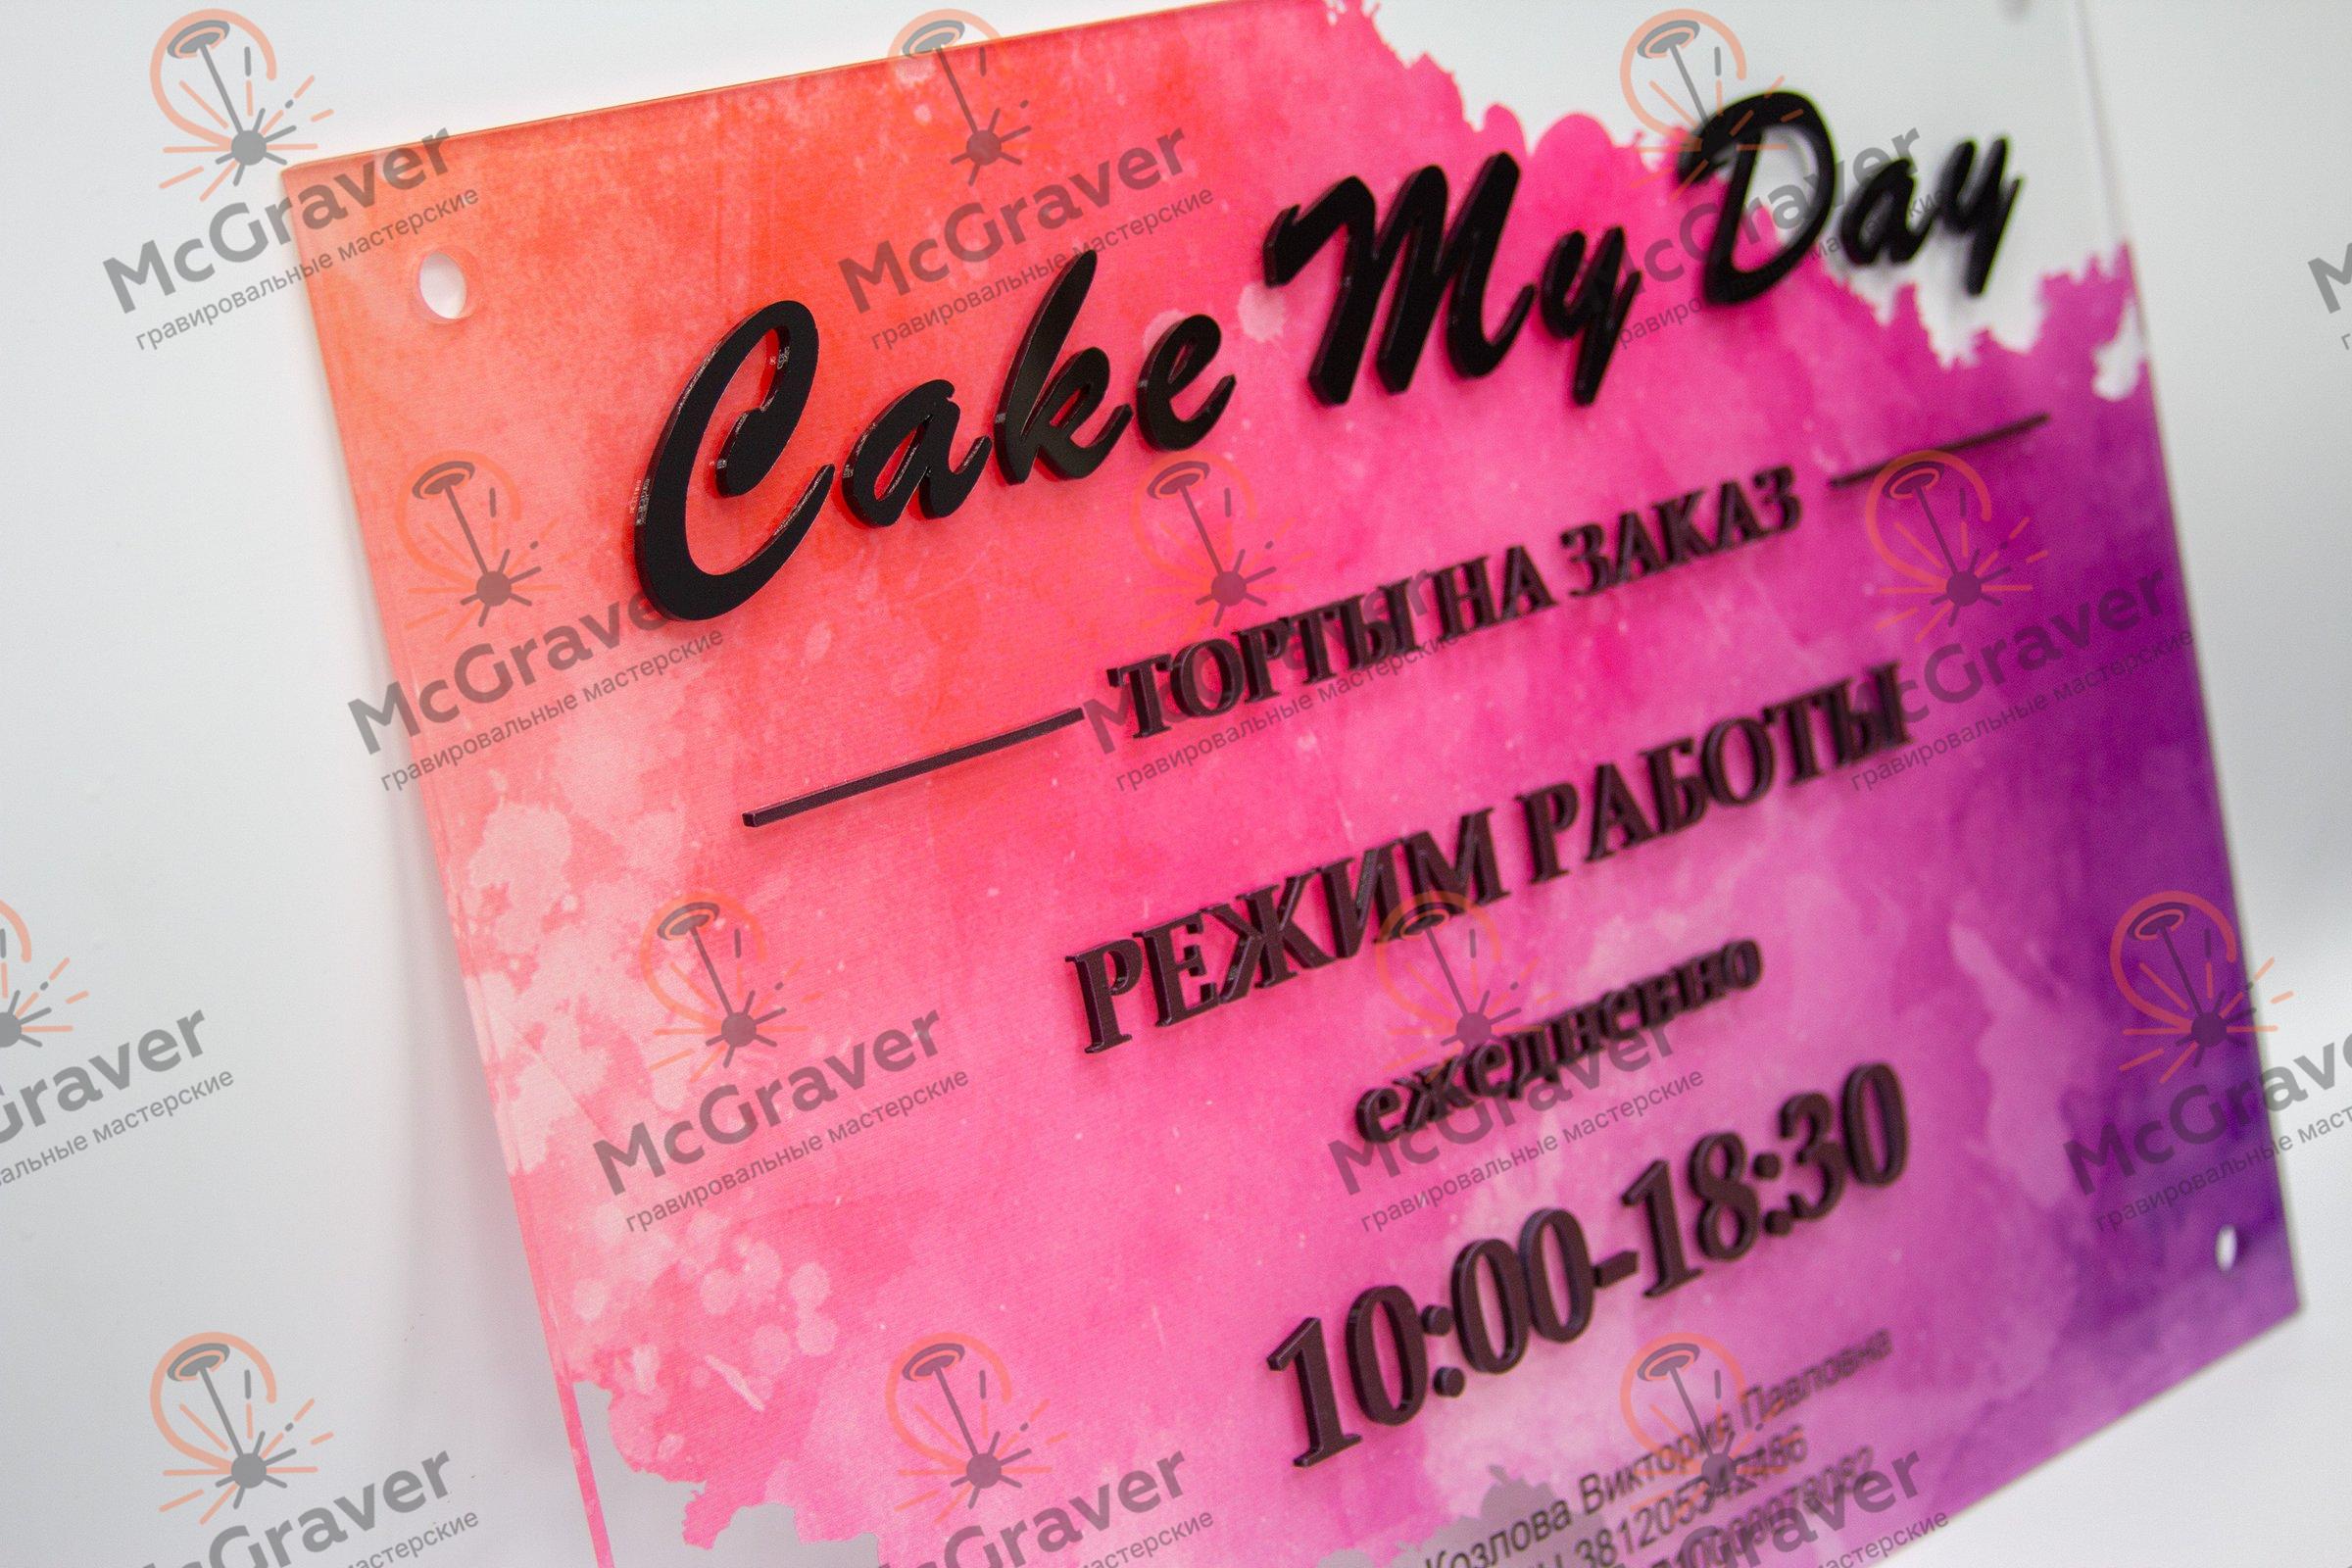 Cake My Day
ТОРТЫ НА ЗАКАЗ
РЕЖИМ РАБОТЫ
ежедневно
10:00-18:30
Козлова Виктория Павловна
McGraver
гравировальные мастерские